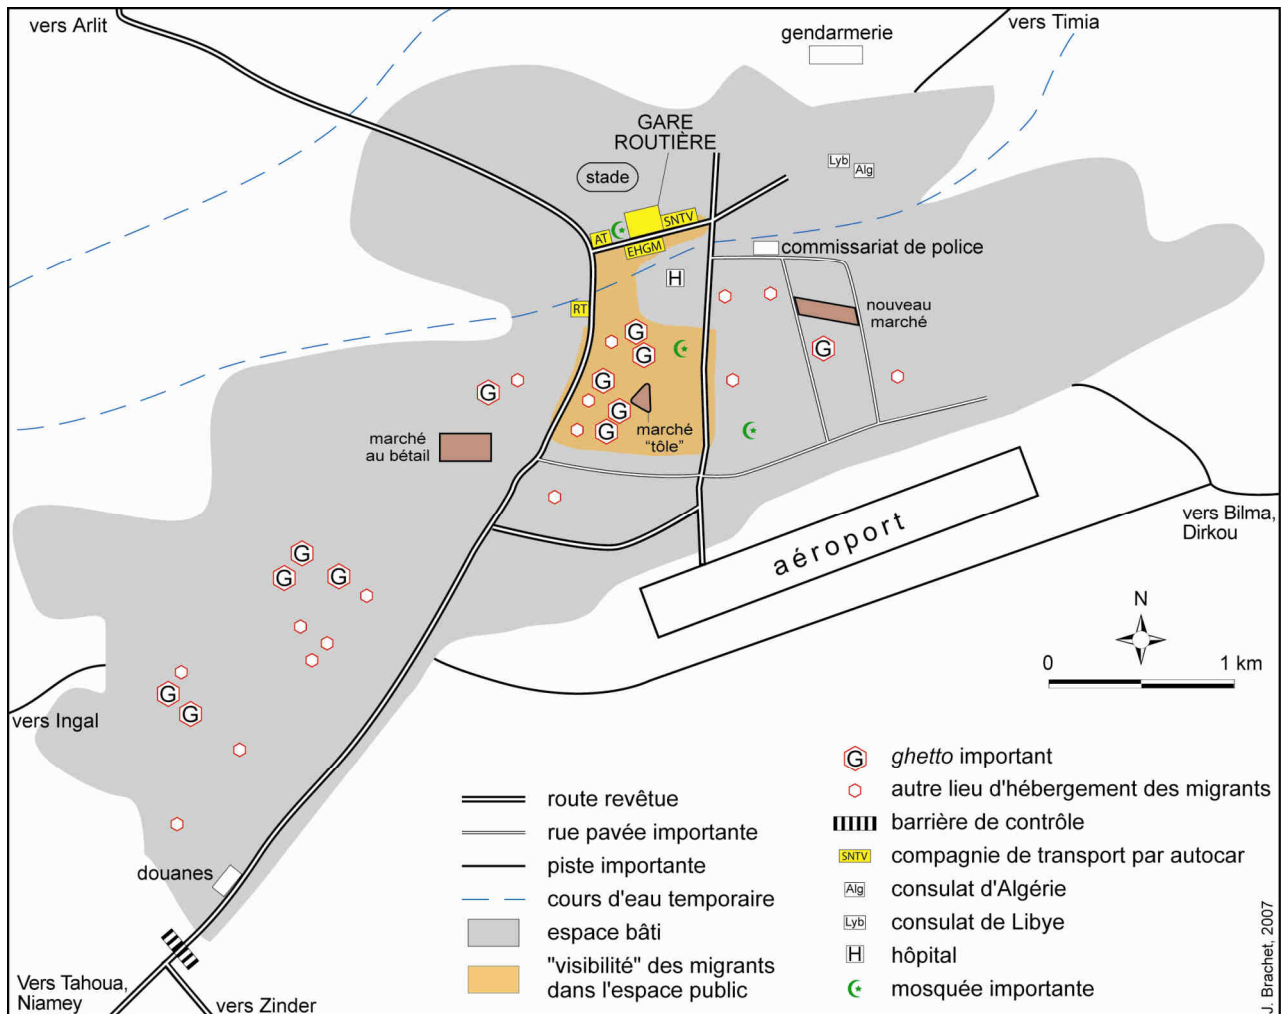 vers Arlit
vers Timia
gendarmerie
GARE
ROUTIÈRE
stade
Lyb
Alg
SNTV
AT
EHGM
commissariat de police
H
RT
nouveau
marché
G
G
G
G
G
G
G
G
marché
"tôle"
marché
au bétail
aéroport
vers Bilma,
Dirkou
G
G
G
N
0 1 km
G
G
vers Ingal
douanes
Vers Tahoua,
Niamey
vers Zinder
route revêtue
rue pavée importante
piste importante
cours d'eau temporaire
espace bâti
"visibilité" des migrants
dans l'espace public
G ghetto important
autre lieu d'hébergement des migrants
barrière de contrôle
SNTV compagnie de transport par autocar
Alg consulat d'Algérie
Lyb consulat de Libye
H hôpital
mosquée importante
J. Brachet, 2007